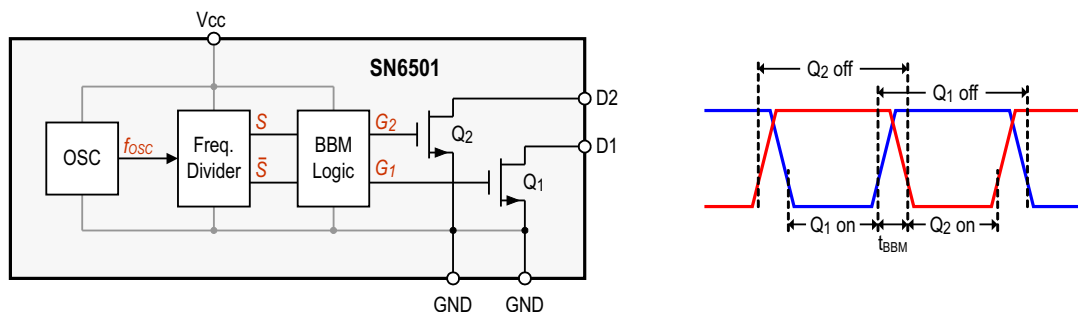 Vcc
SN6501
OSC
fOSC
Freq.
Divider
S
S̄
BBM
Logic
G2
G1
Q2
Q1
D2
D1
GND
GND
Q2 off
Q1 off
Q1 on
tBBM
Q2 on